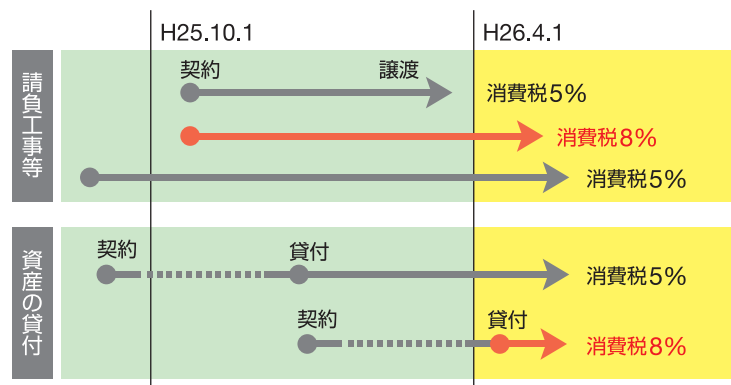 H25.10.1
H26.4.1
請負工事等
契約
譲渡
消費税5%
消費税8%
消費税5%
資産の貸付
契約
貸付
消費税5%
契約
貸付
消費税8%